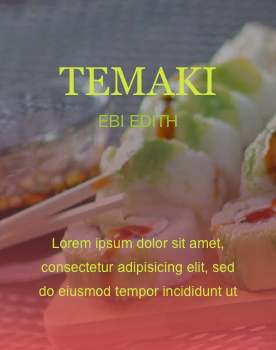 TEMAKI
EBI EDITH
Lorem ipsum dolor sit amet,
consectetur adipisicing elit, sed
do eiusmod tempor incididunt ut